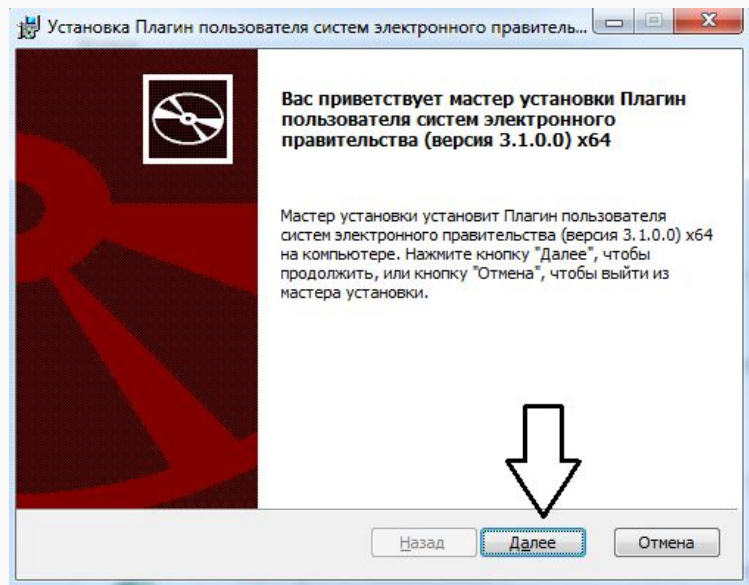 Установка Плагин пользователя систем электронного правитель...
Вас приветствует мастер установки Плагин
пользователя систем электронного
правительства (версия 3.1.0.0) x64
Мастер установки установит Плагин пользователя
систем электронного правительства (версия 3.1.0.0) x64
на компьютере. Нажмите кнопку "Далее", чтобы
продолжить, или кнопку "Отмена", чтобы выйти из
мастера установки.
Назад Далее Отмена